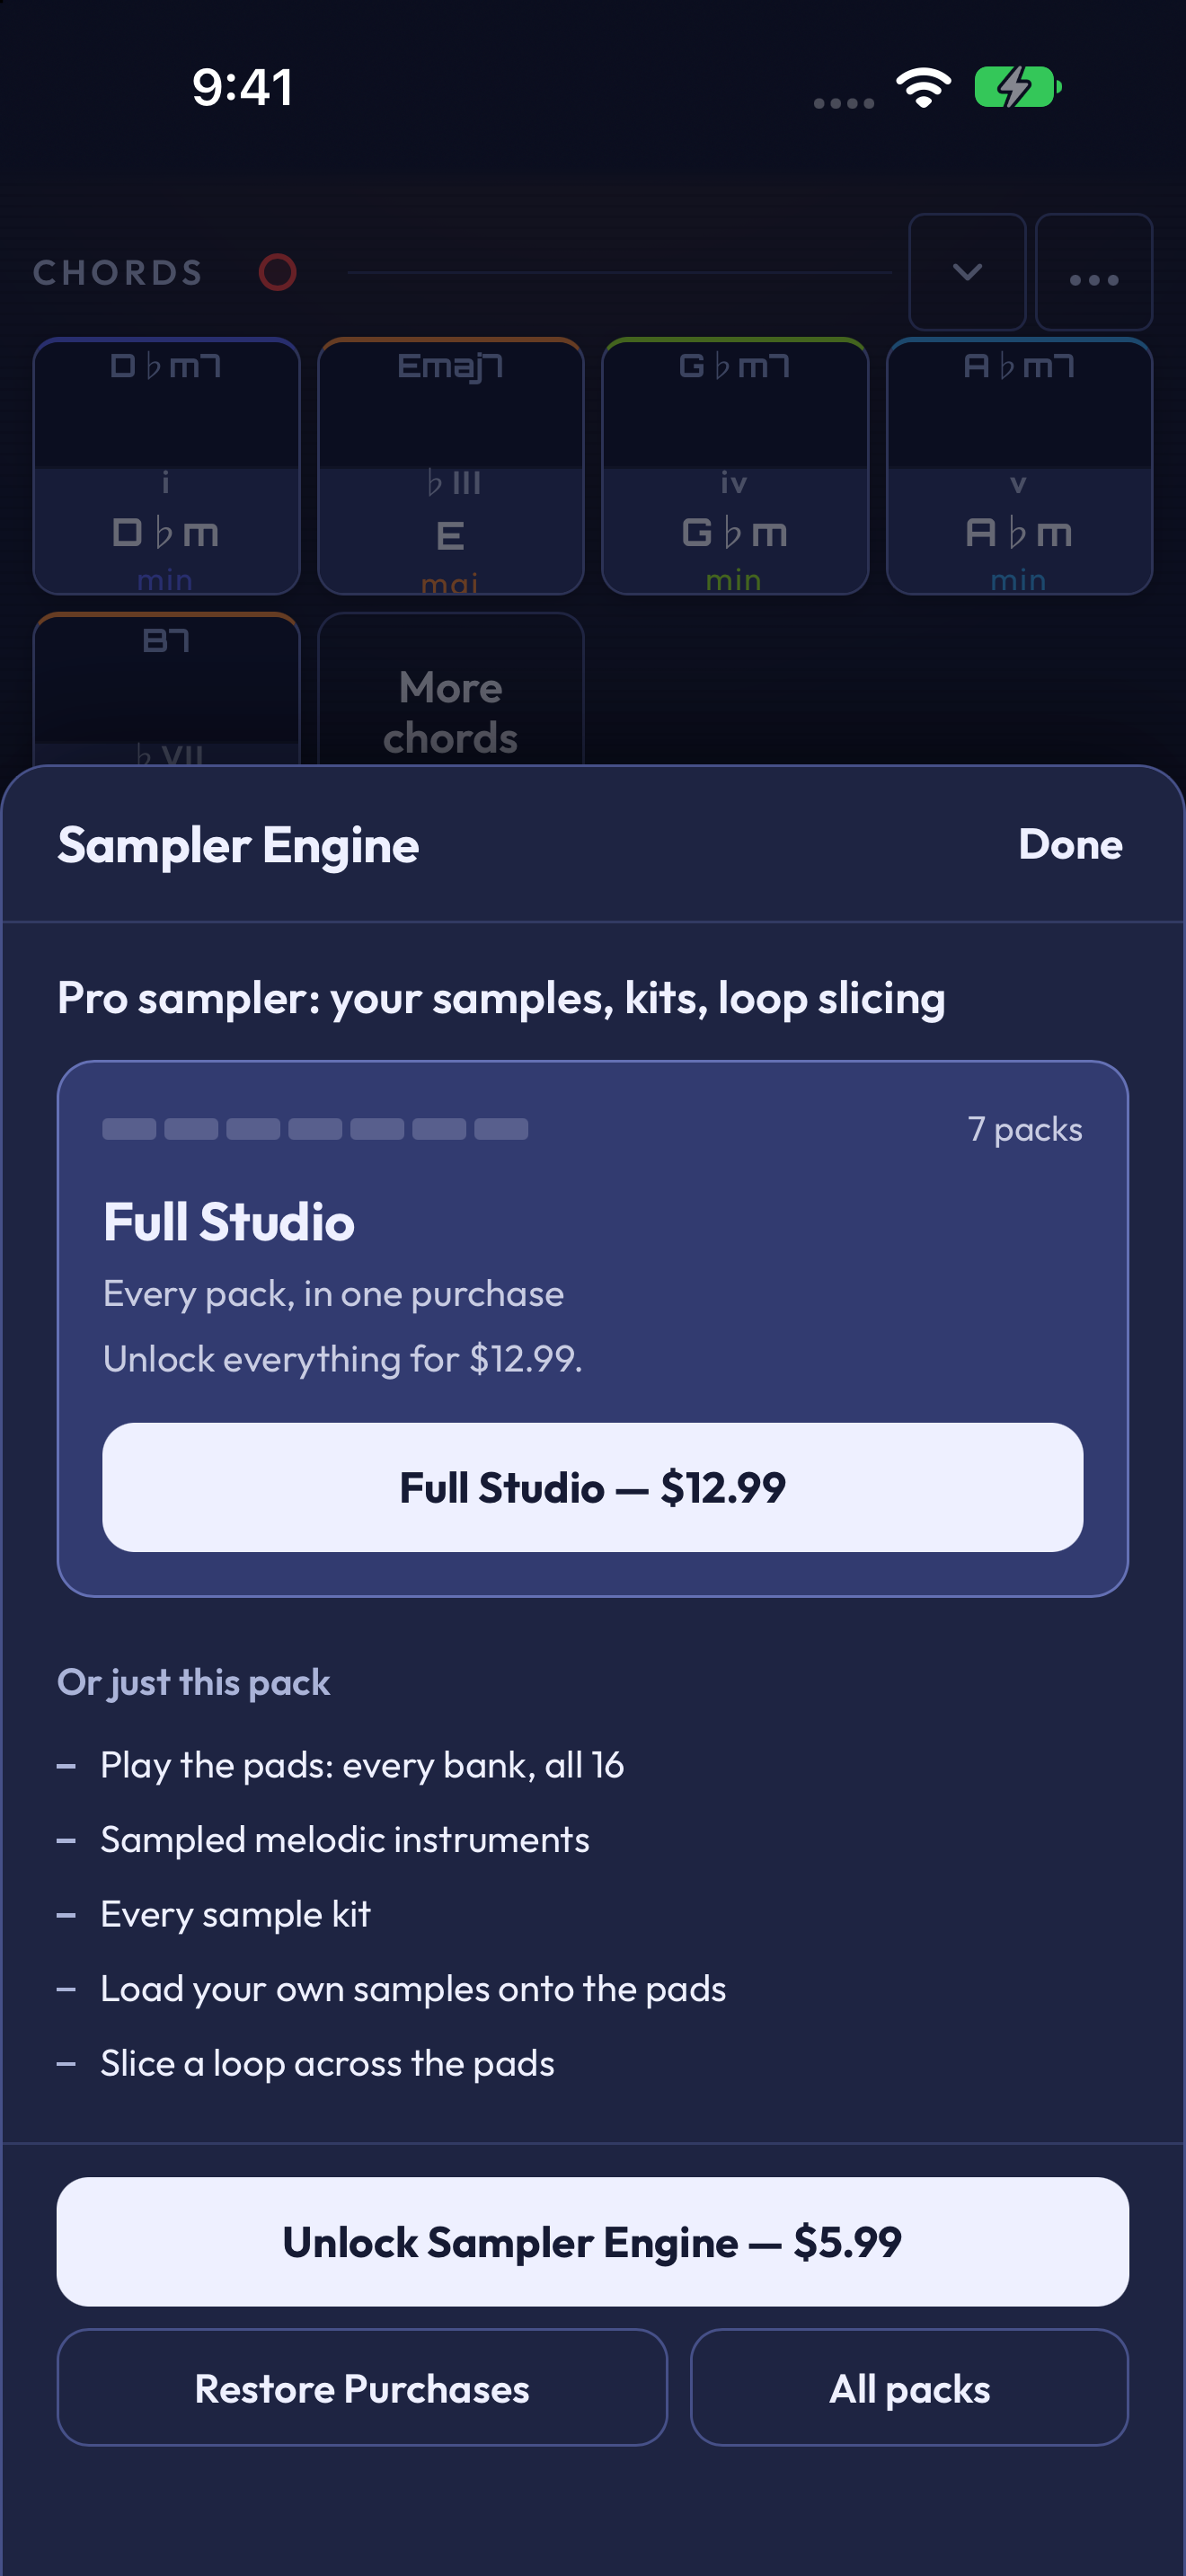 9:41
CHORDS
D♭m7 Emaj7 G♭m7 A♭m7
i ♭III iv v
D♭m E G♭m A♭m
min maj min min
B7 More
chords
♭VII
Sampler Engine Done
Pro sampler: your samples, kits, loop slicing
7 packs
Full Studio
Every pack, in one purchase
Unlock everything for $12.99.
Full Studio — $12.99
Or just this pack
– Play the pads: every bank, all 16
– Sampled melodic instruments
– Every sample kit
– Load your own samples onto the pads
– Slice a loop across the pads
Unlock Sampler Engine — $5.99
Restore Purchases All packs